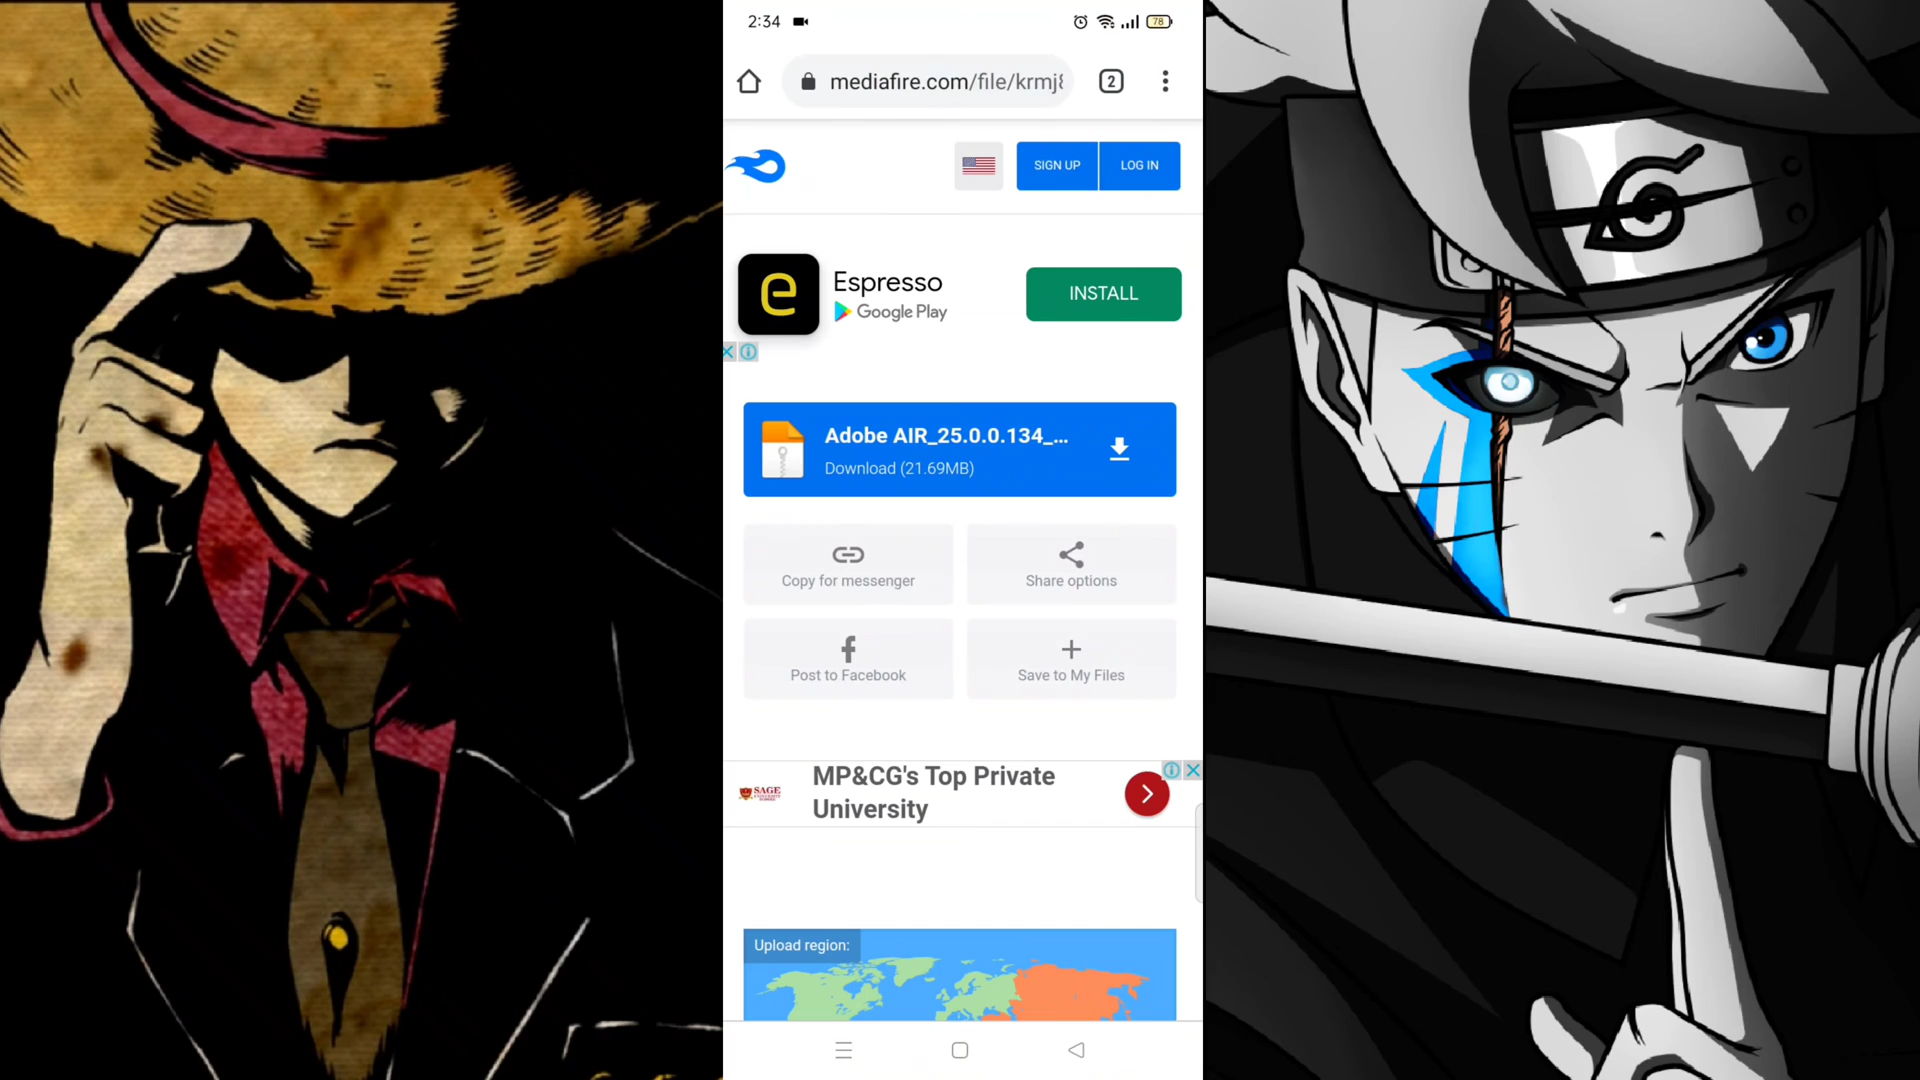 2:34
78
mediafire.com/file/krmj8
2
SIGN UP
LOG IN
e
Espresso
Google Play
INSTALL
Adobe AIR_25.0.0.134_...
Download (21.69MB)
Copy for messenger
Share options
Post to Facebook
Save to My Files
SAGE
MP&CG's Top Private
University
Upload region: